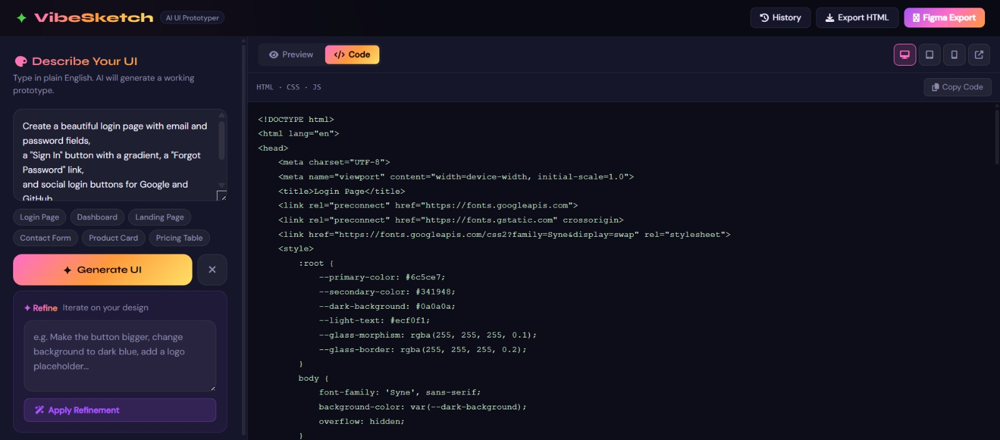 VibeSketch
AI UI Prototyper
History
Export HTML
Figma Export
Describe Your UI
Type in plain English. AI will generate a working
prototype.
Create a beautiful login page with email and
password fields,
a "Sign In" button with a gradient, a "Forgot
Password" link,
and social login buttons for Google and
GitHub
Login Page
Dashboard
Landing Page
Contact Form
Product Card
Pricing Table
Generate UI
Refine Iterate on your design
e.g. Make the button bigger, change
background to dark blue, add a logo
placeholder...
Apply Refinement
Preview
</> Code
HTML · CSS · JS
Copy Code
<!DOCTYPE html>
<html lang="en">
<head>
    <meta charset="UTF-8">
    <meta name="viewport" content="width=device-width, initial-scale=1.0">
    <title>Login Page</title>
    <link rel="preconnect" href="https://fonts.googleapis.com">
    <link rel="preconnect" href="https://fonts.gstatic.com" crossorigin>
    <link href="https://fonts.googleapis.com/css2?family=Syne&display=swap" rel="stylesheet">
    <style>
        :root {
            --primary-color: #6c5ce7;
            --secondary-color: #341948;
            --dark-background: #0a0a0a;
            --light-text: #ecf0f1;
            --glass-morphism: rgba(255, 255, 255, 0.1);
            --glass-border: rgba(255, 255, 255, 0.2);
        }
        body {
            font-family: 'Syne', sans-serif;
            background-color: var(--dark-background);
            overflow: hidden;
        }